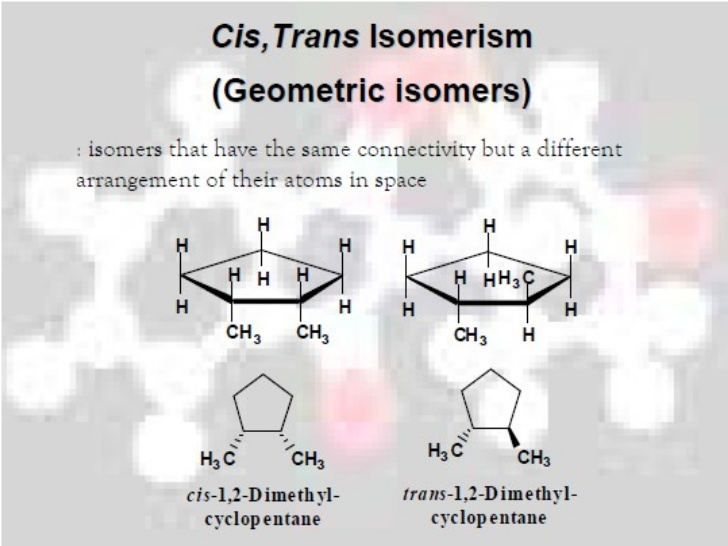 Cis,Trans Isomerism
(Geometric isomers)
: isomers that have the same connectivity but a different
arrangement of their atoms in space
H
H H
H H H
H H
CH3 CH3
H
H H
H H H3C
H H
CH3 H
H3C CH3
H3C CH3
cis-1,2-Dimethyl-
cyclopentane
trans-1,2-Dimethyl-
cyclopentane